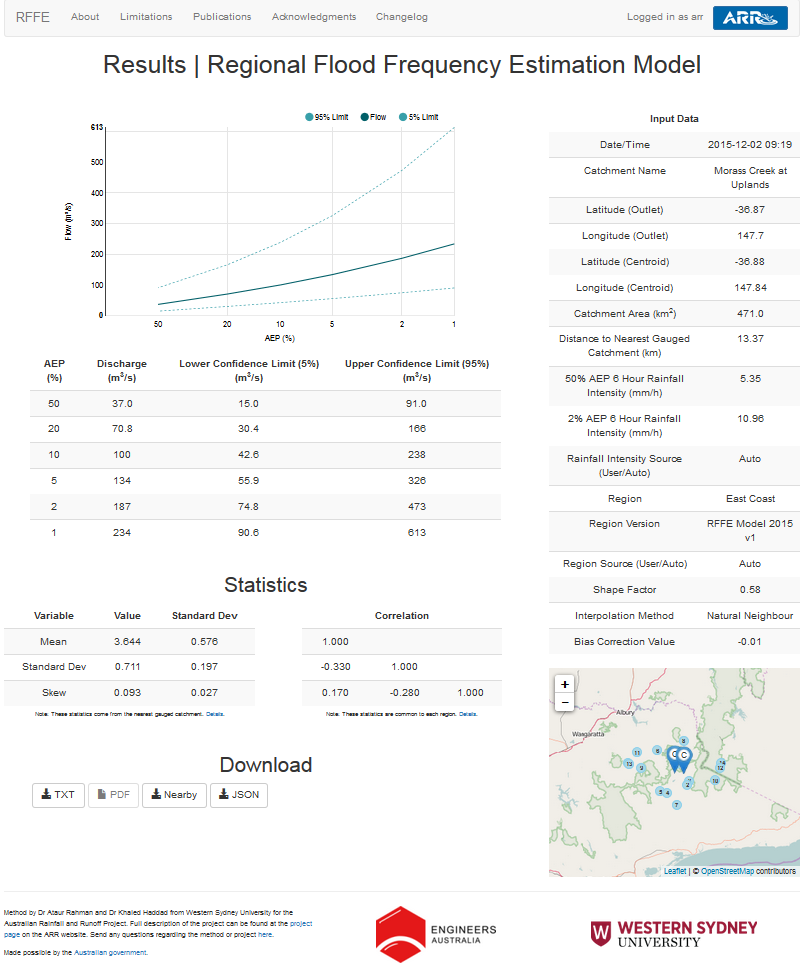 RFFE About Limitations Publications Acknowledgments Changelog Logged in as arr ARR
Results | Regional Flood Frequency Estimation Model
95% Limit Flow 5% Limit
613
500
400
300
200
100
0
Flow (m³/s)
50 20 10 5 2 1
AEP (%)
AEP (%) Discharge (m³/s) Lower Confidence Limit (5%) (m³/s) Upper Confidence Limit (95%) (m³/s)
50 37.0 15.0 91.0
20 70.8 30.4 166
10 100 42.6 238
5 134 55.9 326
2 187 74.8 473
1 234 90.6 613
Statistics
Variable Value Standard Dev
Mean 3.644 0.576
Standard Dev 0.711 0.197
Skew 0.093 0.027
Note: These statistics come from the nearest gauged catchment. Details.
Correlation
1.000
-0.330 1.000
0.170 -0.280 1.000
Note: These statistics are common to each region. Details.
Download
TXT PDF Nearby JSON
Input Data
Date/Time 2015-12-02 09:19
Catchment Name Morass Creek at Uplands
Latitude (Outlet) -36.87
Longitude (Outlet) 147.7
Latitude (Centroid) -36.88
Longitude (Centroid) 147.84
Catchment Area (km²) 471.0
Distance to Nearest Gauged Catchment (km) 13.37
50% AEP 6 Hour Rainfall Intensity (mm/h) 5.35
2% AEP 6 Hour Rainfall Intensity (mm/h) 10.96
Rainfall Intensity Source (User/Auto) Auto
Region East Coast
Region Version RFFE Model 2015 v1
Region Source (User/Auto) Auto
Shape Factor 0.58
Interpolation Method Natural Neighbour
Bias Correction Value -0.01
+
−
Albury
Wangaratta
8
11
6
C
13
9
14
12
10
2
5
4
7
Leaflet | © OpenStreetMap contributors
Method by Dr Ataur Rahman and Dr Khaled Haddad from Western Sydney University for the
Australian Rainfall and Runoff Project. Full description of the project can be found at the project
page on the ARR website. Send any questions regarding the method or project here.
Made possible by the Australian government.
ENGINEERS
AUSTRALIA
WESTERN SYDNEY
UNIVERSITY